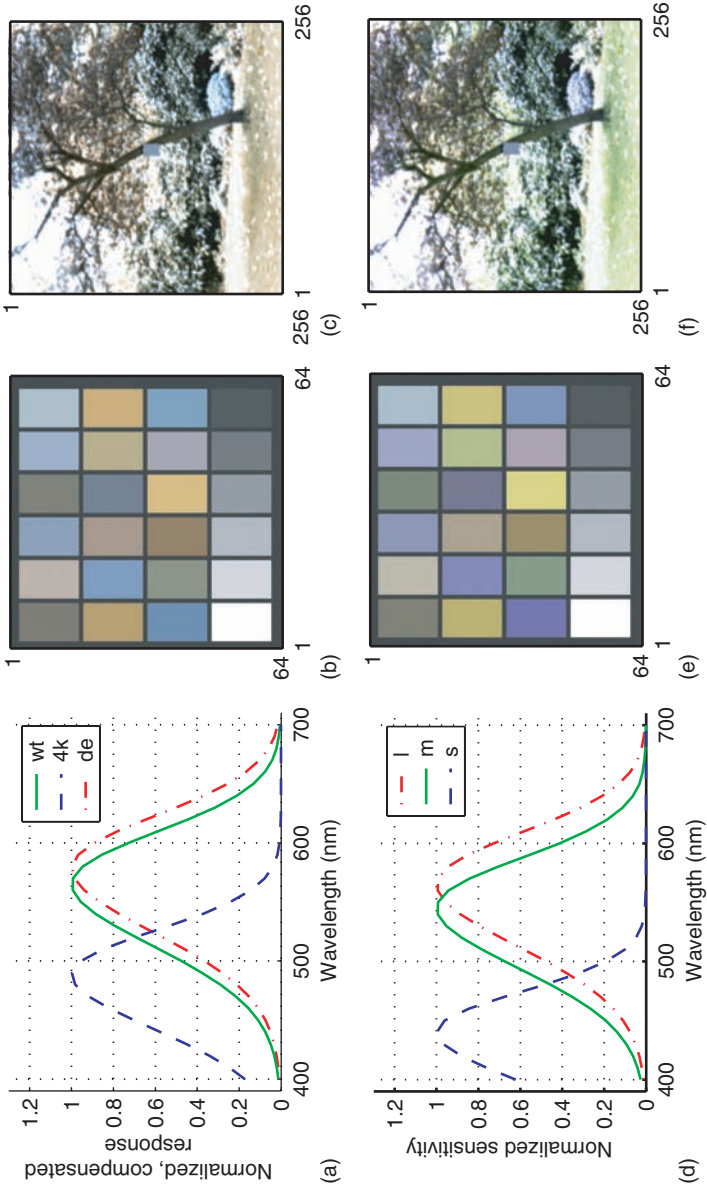 Normalized, compensated
response
1.2
1
0.8
0.6
0.4
0.2
0
400
500
600
700
Wavelength (nm)
wt
4k
de
(a)
1
64
1
64
(b)
1
256
1
256
(c)
Normalized sensitivity
1.2
1
0.8
0.6
0.4
0.2
0
400
500
600
700
Wavelength (nm)
l
m
s
(d)
1
64
1
64
(e)
1
256
1
256
(f)